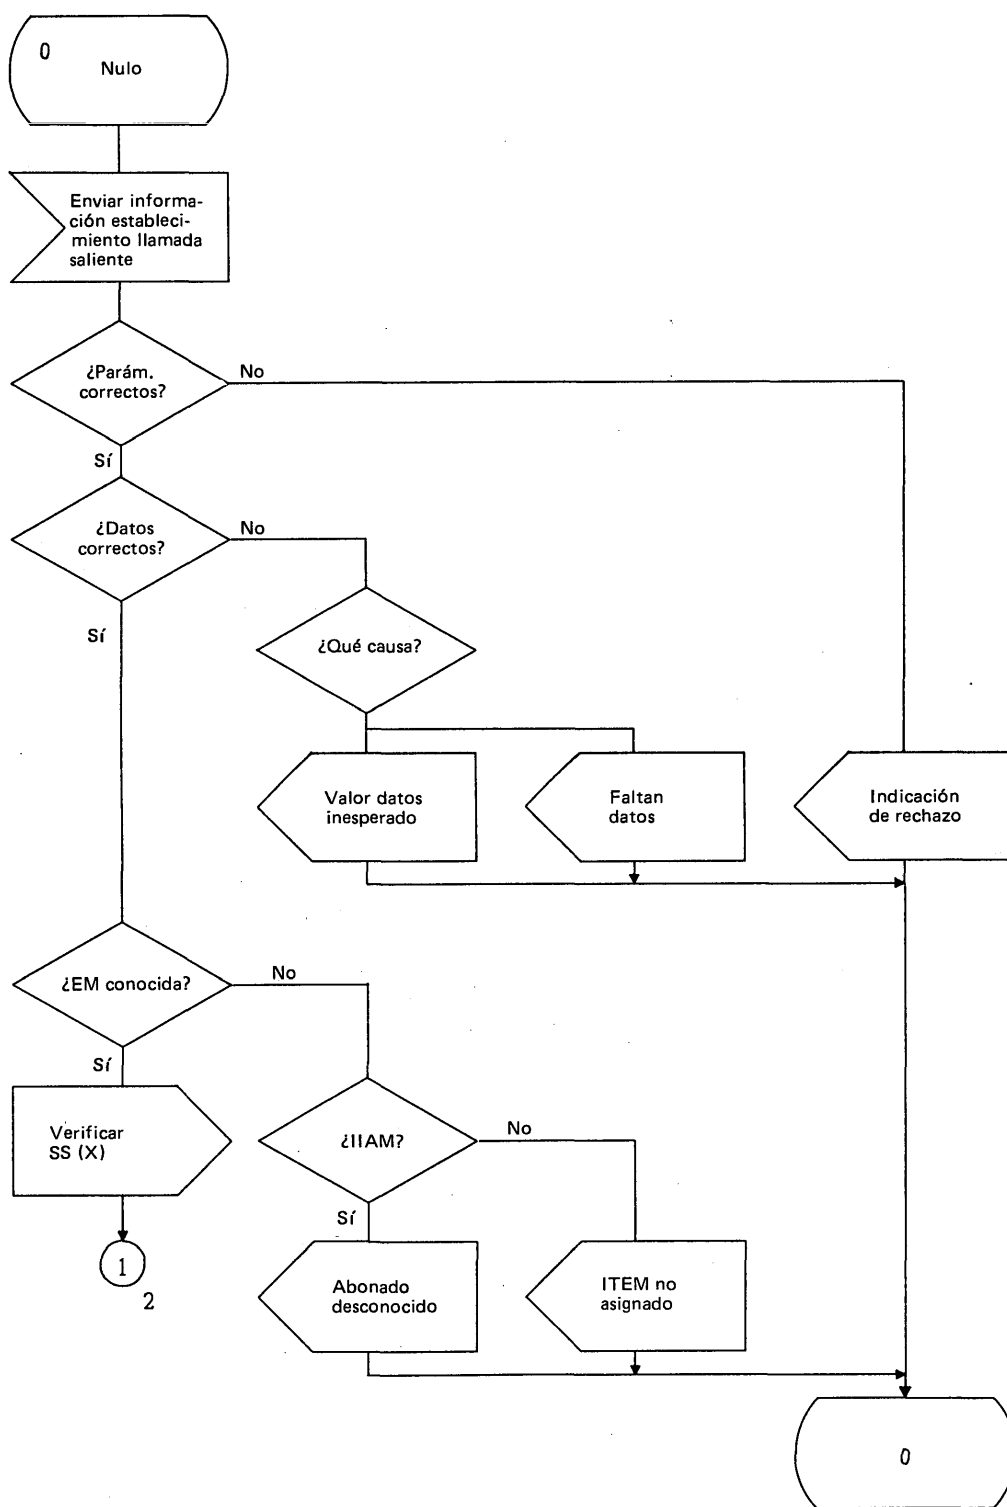 0
Nulo
Enviar informa-
ción estableci-
miento llamada
saliente
¿Parám.
correctos?
No
Sí
¿Datos
correctos?
No
Sí
¿Qué causa?
Valor datos
inesperado
Faltan
datos
Indicación
de rechazo
¿EM conocida?
No
Sí
Verificar
SS (X)
¿IIAM?
No
Sí
1
2
Abonado
desconocido
ITEM no
asignado
0